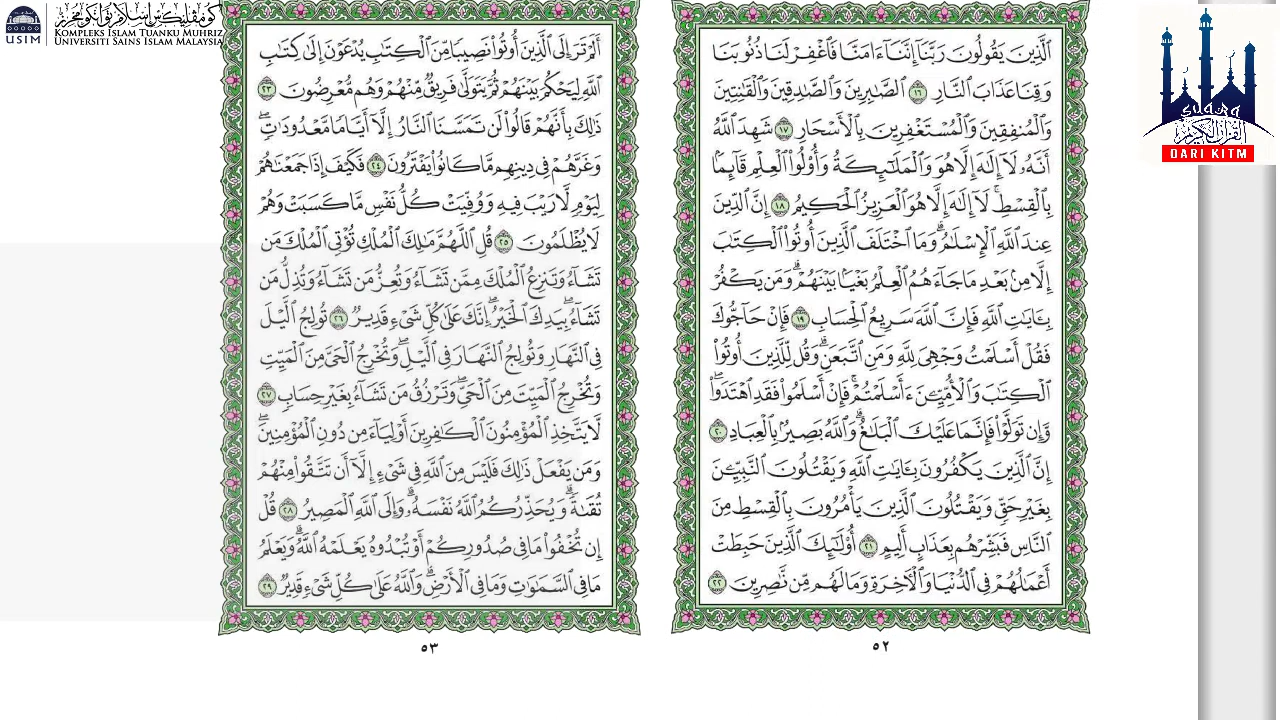 كومڤليكس إسلام توانكو محرز
USIM
KOMPLEKS ISLAM TUANKU MUHRIZ
UNIVERSITI SAINS ISLAM MALAYSIA
القرآن الكريم
DARI KITM
ٱلَّذِينَ يَقُولُونَ رَبَّنَآ إِنَّنَآ ءَامَنَّا فَٱغْفِرْ لَنَا ذُنُوبَنَا
وَقِنَا عَذَابَ ٱلنَّارِ ١٦ ٱلصَّٰبِرِينَ وَٱلصَّٰدِقِينَ وَٱلْقَٰنِتِينَ
وَٱلْمُنفِقِينَ وَٱلْمُسْتَغْفِرِينَ بِٱلْأَسْحَارِ ١٧ شَهِدَ ٱللَّهُ
أَنَّهُۥ لَآ إِلَٰهَ إِلَّا هُوَ وَٱلْمَلَٰٓئِكَةُ وَأُو۟لُوا۟ ٱلْعِلْمِ قَآئِمًۢا
بِٱلْقِسْطِ ۚ لَآ إِلَٰهَ إِلَّا هُوَ ٱلْعَزِيزُ ٱلْحَكِيمُ ١٨ إِنَّ ٱلدِّينَ
عِندَ ٱللَّهِ ٱلْإِسْلَٰمُ ۗ وَمَا ٱخْتَلَفَ ٱلَّذِينَ أُوتُوا۟ ٱلْكِتَٰبَ
إِلَّا مِنۢ بَعْدِ مَا جَآءَهُمُ ٱلْعِلْمُ بَغْيًۢا بَيْنَهُمْ ۗ وَمَن يَكْفُرْ
بِـَٔايَٰتِ ٱللَّهِ فَإِنَّ ٱللَّهَ سَرِيعُ ٱلْحِسَابِ ١٩ فَإِنْ حَآجُّوكَ
فَقُلْ أَسْلَمْتُ وَجْهِىَ لِلَّهِ وَمَنِ ٱتَّبَعَنِ ۗ وَقُل لِّلَّذِينَ أُوتُوا۟
ٱلْكِتَٰبَ وَٱلْأُمِّيِّـۧنَ ءَأَسْلَمْتُمْ ۚ فَإِنْ أَسْلَمُوا۟ فَقَدِ ٱهْتَدَوا۟ ۖ
وَّإِن تَوَلَّوْا۟ فَإِنَّمَا عَلَيْكَ ٱلْبَلَٰغُ ۗ وَٱللَّهُ بَصِيرٌۢ بِٱلْعِبَادِ ٢٠
إِنَّ ٱلَّذِينَ يَكْفُرُونَ بِـَٔايَٰتِ ٱللَّهِ وَيَقْتُلُونَ ٱلنَّبِيِّـۧنَ
بِغَيْرِ حَقٍّ وَيَقْتُلُونَ ٱلَّذِينَ يَأْمُرُونَ بِٱلْقِسْطِ مِنَ
ٱلنَّاسِ فَبَشِّرْهُم بِعَذَابٍ أَلِيمٍ ٢١ أُو۟لَٰٓئِكَ ٱلَّذِينَ حَبِطَتْ
أَعْمَٰلُهُمْ فِى ٱلدُّنْيَا وَٱلْءَاخِرَةِ وَمَا لَهُم مِّن نَّٰصِرِينَ ٢٢
٥٢
أَلَمْ تَرَ إِلَى ٱلَّذِينَ أُوتُوا۟ نَصِيبًا مِّنَ ٱلْكِتَٰبِ يُدْعَوْنَ إِلَىٰ كِتَٰبِ
ٱللَّهِ لِيَحْكُمَ بَيْنَهُمْ ثُمَّ يَتَوَلَّىٰ فَرِيقٌ مِّنْهُمْ وَهُم مُّعْرِضُونَ ٢٣
ذَٰلِكَ بِأَنَّهُمْ قَالُوا۟ لَن تَمَسَّنَا ٱلنَّارُ إِلَّآ أَيَّامًا مَّعْدُودَٰتٍ ۖ
وَغَرَّهُمْ فِى دِينِهِم مَّا كَانُوا۟ يَفْتَرُونَ ٢٤ فَكَيْفَ إِذَا جَمَعْنَٰهُمْ
لِيَوْمٍ لَّا رَيْبَ فِيهِ وَوُفِّيَتْ كُلُّ نَفْسٍ مَّا كَسَبَتْ وَهُمْ
لَا يُظْلَمُونَ ٢٥ قُلِ ٱللَّهُمَّ مَٰلِكَ ٱلْمُلْكِ تُؤْتِى ٱلْمُلْكَ مَن
تَشَآءُ وَتَنزِعُ ٱلْمُلْكَ مِمَّن تَشَآءُ وَتُعِزُّ مَن تَشَآءُ وَتُذِلُّ مَن
تَشَآءُ ۖ بِيَدِكَ ٱلْخَيْرُ ۖ إِنَّكَ عَلَىٰ كُلِّ شَىْءٍ قَدِيرٌ ٢٦ تُولِجُ ٱلَّيْلَ
فِى ٱلنَّهَارِ وَتُولِجُ ٱلنَّهَارَ فِى ٱلَّيْلِ ۖ وَتُخْرِجُ ٱلْحَىَّ مِنَ ٱلْمَيِّتِ
وَتُخْرِجُ ٱلْمَيِّتَ مِنَ ٱلْحَىِّ ۖ وَتَرْزُقُ مَن تَشَآءُ بِغَيْرِ حِسَابٍ ٢٧
لَّا يَتَّخِذِ ٱلْمُؤْمِنُونَ ٱلْكَٰفِرِينَ أَوْلِيَآءَ مِن دُونِ ٱلْمُؤْمِنِينَ ۖ
وَمَن يَفْعَلْ ذَٰلِكَ فَلَيْسَ مِنَ ٱللَّهِ فِى شَىْءٍ إِلَّآ أَن تَتَّقُوا۟ مِنْهُمْ
تُقَىٰةً ۗ وَيُحَذِّرُكُمُ ٱللَّهُ نَفْسَهُۥ ۗ وَإِلَى ٱللَّهِ ٱلْمَصِيرُ ٢٨ قُلْ
إِن تُخْفُوا۟ مَا فِى صُدُورِكُمْ أَوْ تُبْدُوهُ يَعْلَمْهُ ٱللَّهُ ۗ وَيَعْلَمُ
مَا فِى ٱلسَّمَٰوَٰتِ وَمَا فِى ٱلْأَرْضِ ۗ وَٱللَّهُ عَلَىٰ كُلِّ شَىْءٍ قَدِيرٌ ٢٩
٥٣